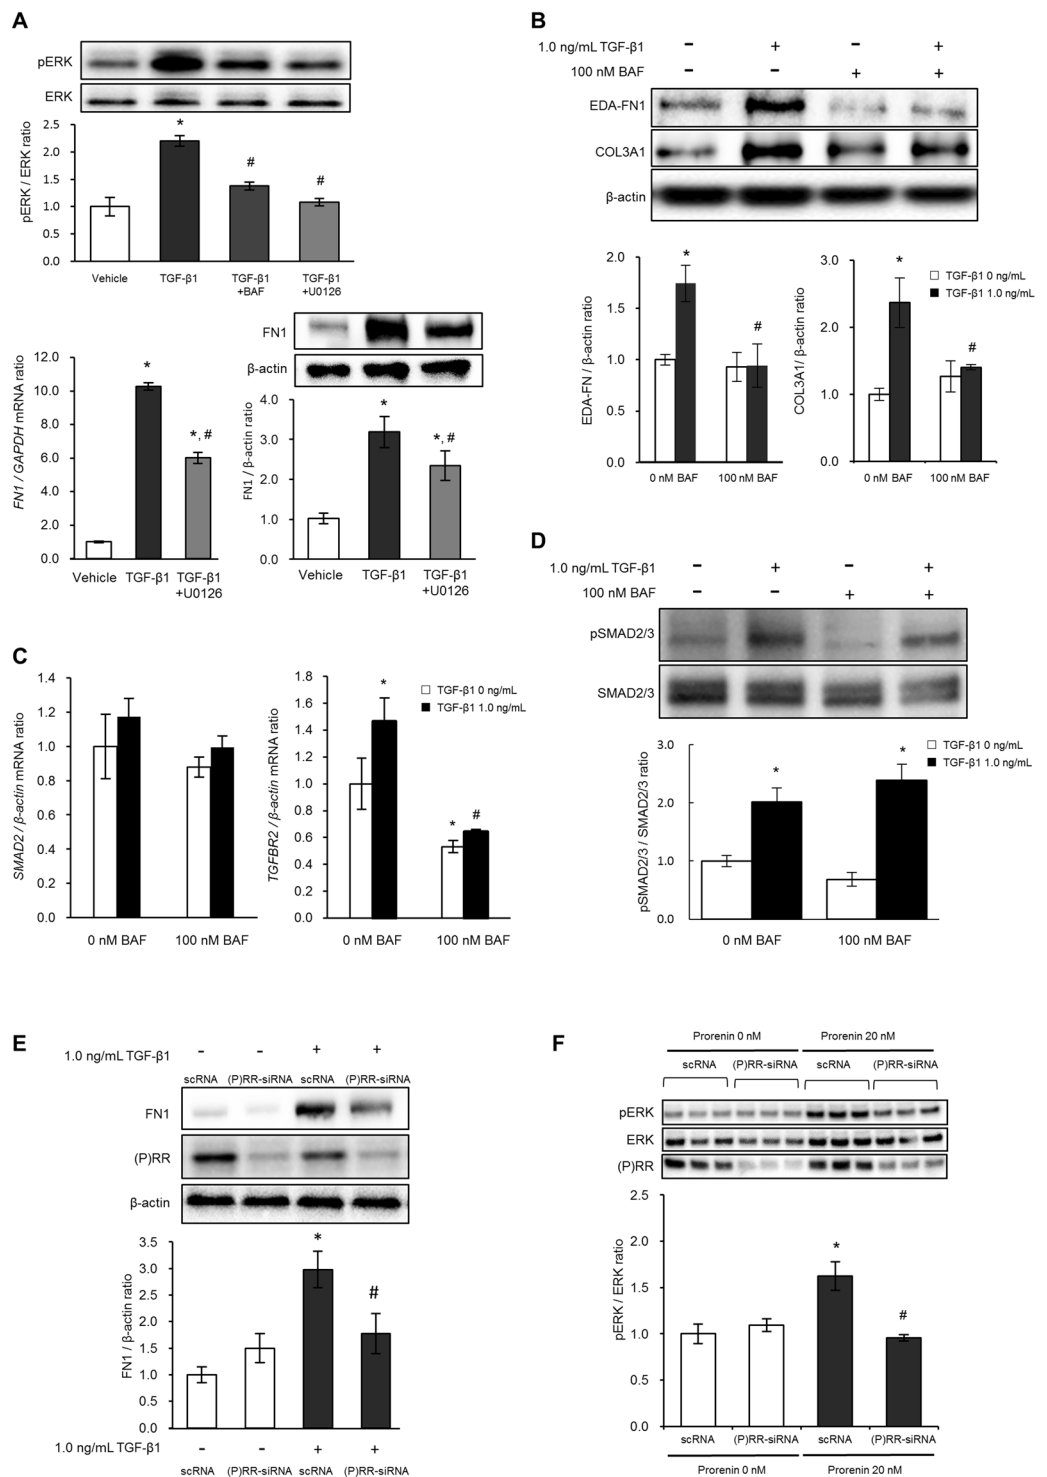 A
pERK
ERK
pERK / ERK ratio
2.5
2.0
1.5
1.0
0.5
0.0
*
#
#
Vehicle
TGF-β1
TGF-β1
+BAF
TGF-β1
+U0126
FN1 / GAPDH mRNA ratio
12.0
10.0
8.0
6.0
4.0
2.0
0.0
*
*, #
Vehicle
TGF-β1
TGF-β1
+U0126
FN1
β-actin
FN1 / β-actin ratio
4.0
3.0
2.0
1.0
0.0
*
*, #
Vehicle
TGF-β1
TGF-β1
+U0126
B
1.0 ng/mL TGF-β1
- + - +
100 nM BAF
- - + +
EDA-FN1
COL3A1
β-actin
EDA-FN / β-actin ratio
2.0
1.5
1.0
0.5
0.0
*
#
0 nM BAF
100 nM BAF
COL3A1/ β-actin ratio
3.0
2.0
1.0
0.0
*
#
TGF-β1 0 ng/mL
TGF-β1 1.0 ng/mL
0 nM BAF
100 nM BAF
C
SMAD2 / β-actin mRNA ratio
1.4
1.2
1.0
0.8
0.6
0.4
0.2
0.0
0 nM BAF
100 nM BAF
TGFBR2 / β-actin mRNA ratio
1.8
1.6
1.4
1.2
1.0
0.8
0.6
0.4
0.2
0.0
*
*
#
TGF-β1 0 ng/mL
TGF-β1 1.0 ng/mL
0 nM BAF
100 nM BAF
D
1.0 ng/mL TGF-β1
- + - +
100 nM BAF
- - + +
pSMAD2/3
SMAD2/3
pSMAD2/3 / SMAD2/3 ratio
3.0
2.0
1.0
0.0
*
*
TGF-β1 0 ng/mL
TGF-β1 1.0 ng/mL
0 nM BAF
100 nM BAF
E
1.0 ng/mL TGF-β1
- - + +
scRNA (P)RR-siRNA scRNA (P)RR-siRNA
FN1
(P)RR
β-actin
FN1 / β-actin ratio
3.5
3.0
2.5
2.0
1.5
1.0
0.5
0.0
*
#
1.0 ng/mL TGF-β1
- - + +
scRNA (P)RR-siRNA scRNA (P)RR-siRNA
F
Prorenin 0 nM Prorenin 20 nM
scRNA (P)RR-siRNA scRNA (P)RR-siRNA
pERK
ERK
(P)RR
pERK / ERK ratio
2.5
2.0
1.5
1.0
0.5
0.0
*
#
scRNA (P)RR-siRNA scRNA (P)RR-siRNA
Prorenin 0 nM Prorenin 20 nM